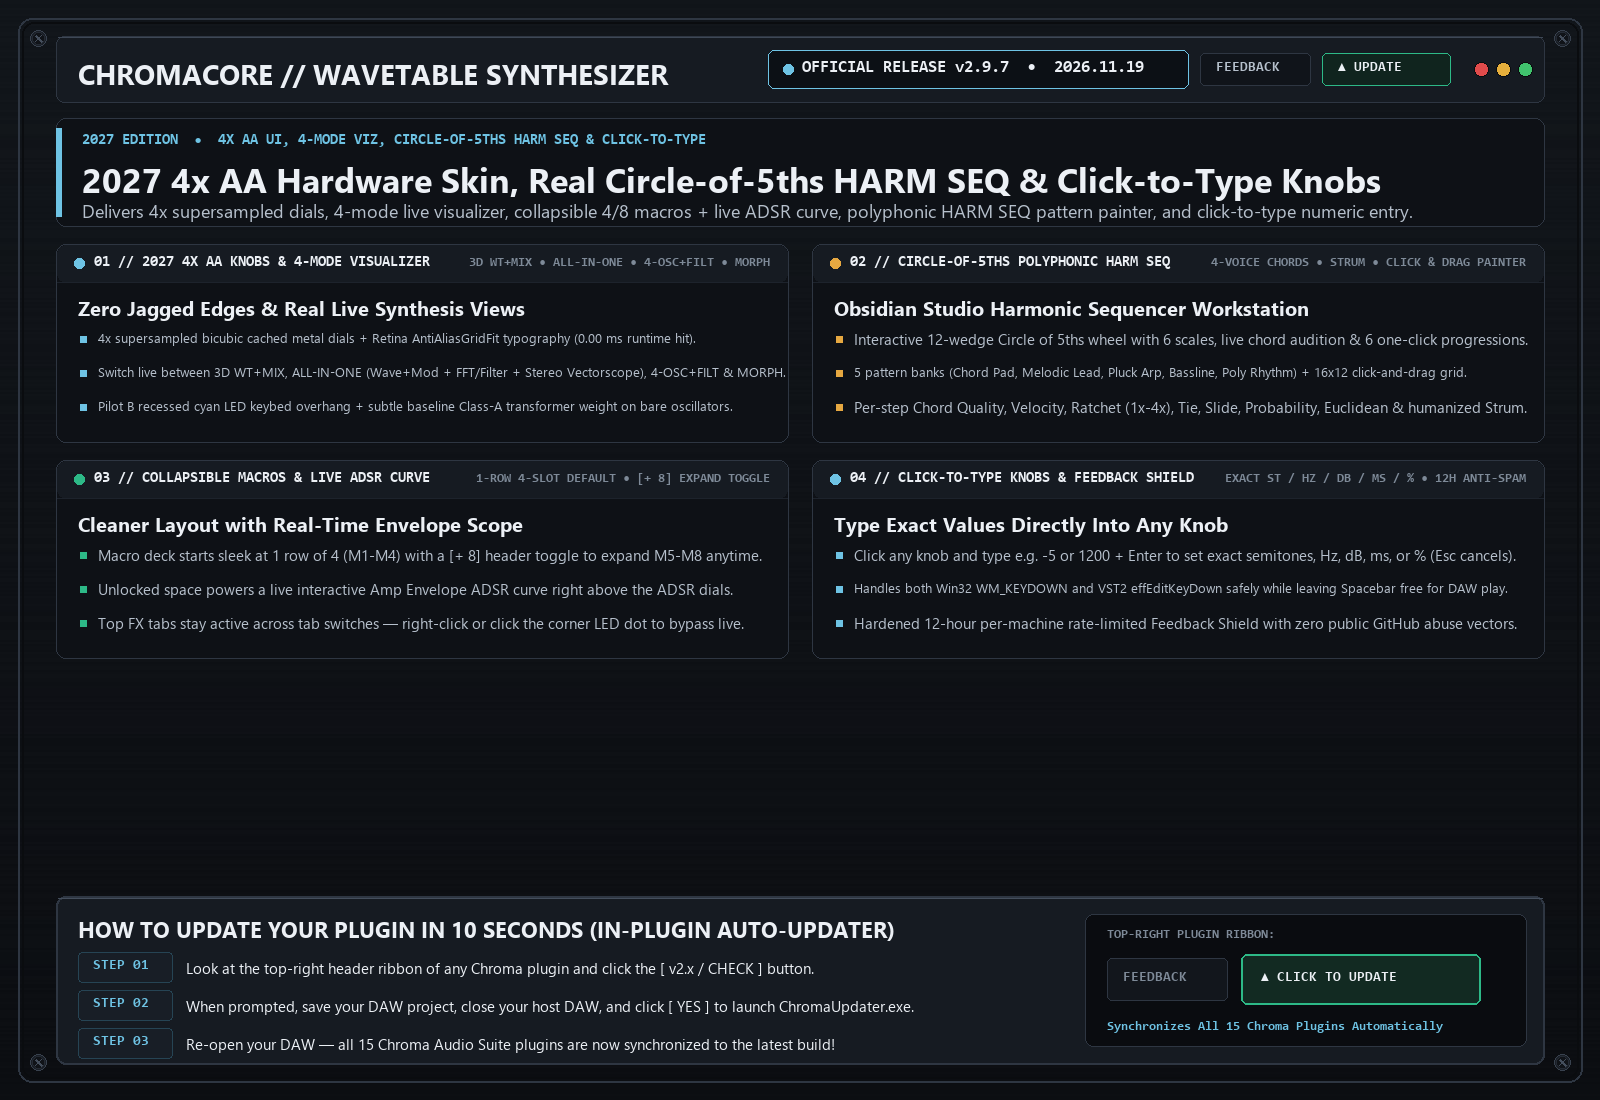 CHROMACORE // WAVETABLE SYNTHESIZER
OFFICIAL RELEASE v2.9.7 • 2026.11.19
FEEDBACK
▲ UPDATE
2027 EDITION • 4X AA UI, 4-MODE VIZ, CIRCLE-OF-5THS HARM SEQ & CLICK-TO-TYPE
2027 4x AA Hardware Skin, Real Circle-of-5ths HARM SEQ & Click-to-Type Knobs
Delivers 4x supersampled dials, 4-mode live visualizer, collapsible 4/8 macros + live ADSR curve, polyphonic HARM SEQ pattern painter, and click-to-type numeric entry.
01 // 2027 4X AA KNOBS & 4-MODE VISUALIZER
3D WT+MIX • ALL-IN-ONE • 4-OSC+FILT • MORPH
Zero Jagged Edges & Real Live Synthesis Views
4x supersampled bicubic cached metal dials + Retina AntiAliasGridFit typography (0.00 ms runtime hit).
Switch live between 3D WT+MIX, ALL-IN-ONE (Wave+Mod + FFT/Filter + Stereo Vectorscope), 4-OSC+FILT & MORPH.
Pilot B recessed cyan LED keybed overhang + subtle baseline Class-A transformer weight on bare oscillators.
02 // CIRCLE-OF-5THS POLYPHONIC HARM SEQ
4-VOICE CHORDS • STRUM • CLICK & DRAG PAINTER
Obsidian Studio Harmonic Sequencer Workstation
Interactive 12-wedge Circle of 5ths wheel with 6 scales, live chord audition & 6 one-click progressions.
5 pattern banks (Chord Pad, Melodic Lead, Pluck Arp, Bassline, Poly Rhythm) + 16x12 click-and-drag grid.
Per-step Chord Quality, Velocity, Ratchet (1x-4x), Tie, Slide, Probability, Euclidean & humanized Strum.
03 // COLLAPSIBLE MACROS & LIVE ADSR CURVE
1-ROW 4-SLOT DEFAULT • [+ 8] EXPAND TOGGLE
Cleaner Layout with Real-Time Envelope Scope
Macro deck starts sleek at 1 row of 4 (M1-M4) with a [+ 8] header toggle to expand M5-M8 anytime.
Unlocked space powers a live interactive Amp Envelope ADSR curve right above the ADSR dials.
Top FX tabs stay active across tab switches — right-click or click the corner LED dot to bypass live.
04 // CLICK-TO-TYPE KNOBS & FEEDBACK SHIELD
EXACT ST / HZ / DB / MS / % • 12H ANTI-SPAM
Type Exact Values Directly Into Any Knob
Click any knob and type e.g. -5 or 1200 + Enter to set exact semitones, Hz, dB, ms, or % (Esc cancels).
Handles both Win32 WM_KEYDOWN and VST2 effEditKeyDown safely while leaving Spacebar free for DAW play.
Hardened 12-hour per-machine rate-limited Feedback Shield with zero public GitHub abuse vectors.
HOW TO UPDATE YOUR PLUGIN IN 10 SECONDS (IN-PLUGIN AUTO-UPDATER)
STEP 01
Look at the top-right header ribbon of any Chroma plugin and click the [ v2.x / CHECK ] button.
STEP 02
When prompted, save your DAW project, close your host DAW, and click [ YES ] to launch ChromaUpdater.exe.
STEP 03
Re-open your DAW — all 15 Chroma Audio Suite plugins are now synchronized to the latest build!
TOP-RIGHT PLUGIN RIBBON:
FEEDBACK
▲ CLICK TO UPDATE
Synchronizes All 15 Chroma Plugins Automatically